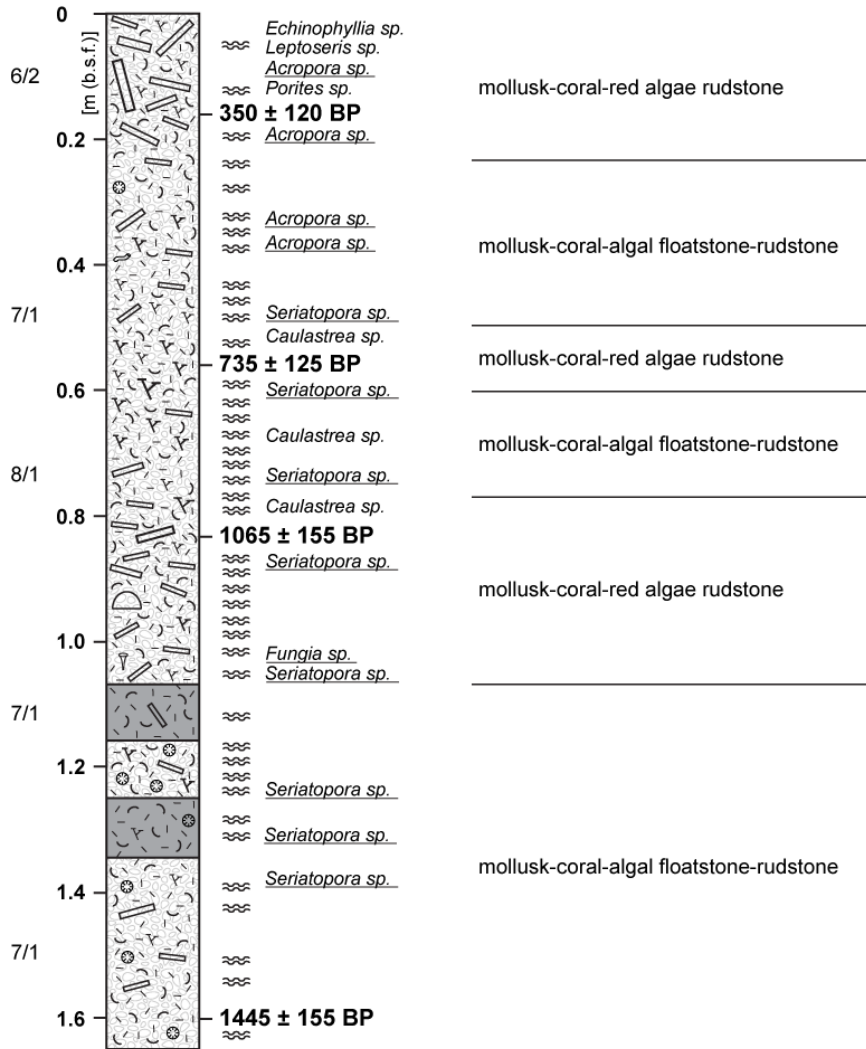 0
[m (b.s.f.)]
Echinophyllia sp.
Leptoseris sp.
6/2
Acropora sp.
Porites sp.
mollusk-coral-red algae rudstone
350 ± 120 BP
0.2
Acropora sp.
Acropora sp.
Acropora sp.
mollusk-coral-algal floatstone-rudstone
0.4
7/1
Seriatopora sp.
Caulastrea sp.
735 ± 125 BP
mollusk-coral-red algae rudstone
0.6
Seriatopora sp.
Caulastrea sp.
mollusk-coral-algal floatstone-rudstone
8/1
Seriatopora sp.
Caulastrea sp.
0.8
1065 ± 155 BP
Seriatopora sp.
mollusk-coral-red algae rudstone
1.0
Fungia sp.
Seriatopora sp.
7/1
1.2
Seriatopora sp.
Seriatopora sp.
mollusk-coral-algal floatstone-rudstone
1.4
Seriatopora sp.
7/1
1.6
1445 ± 155 BP